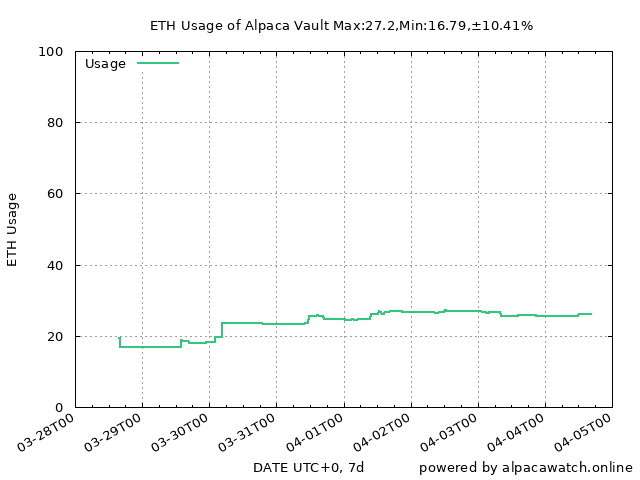 ETH Usage of Alpaca Vault Max:27.2,Min:16.79,±10.41%
Usage
100
80
60
40
20
0
ETH Usage
03-28T00
03-29T00
03-30T00
03-31T00
04-01T00
04-02T00
04-03T00
04-04T00
04-05T00
DATE UTC+0, 7d
powered by alpacawatch.online